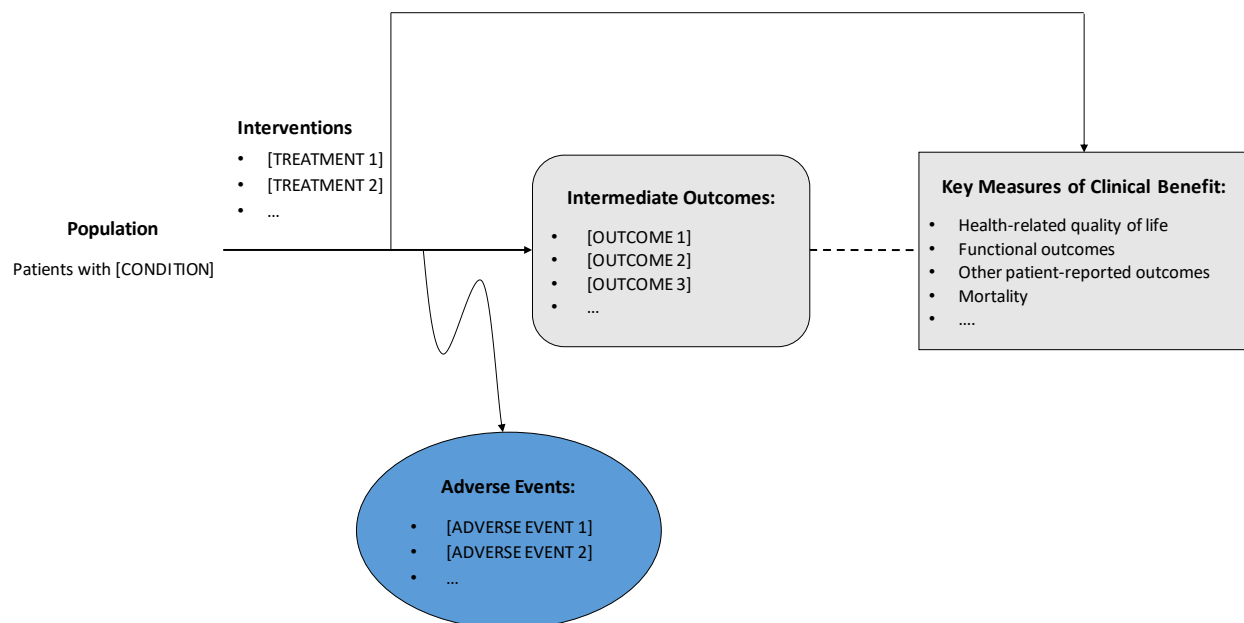 Interventions
• [TREATMENT 1]
• [TREATMENT 2]
• ...
Population
Patients with [CONDITION]
Intermediate Outcomes:
• [OUTCOME 1]
• [OUTCOME 2]
• [OUTCOME 3]
• ...
Key Measures of Clinical Benefit:
• Health-related quality of life
• Functional outcomes
• Other patient-reported outcomes
• Mortality
• ....
Adverse Events:
• [ADVERSE EVENT 1]
• [ADVERSE EVENT 2]
• ...